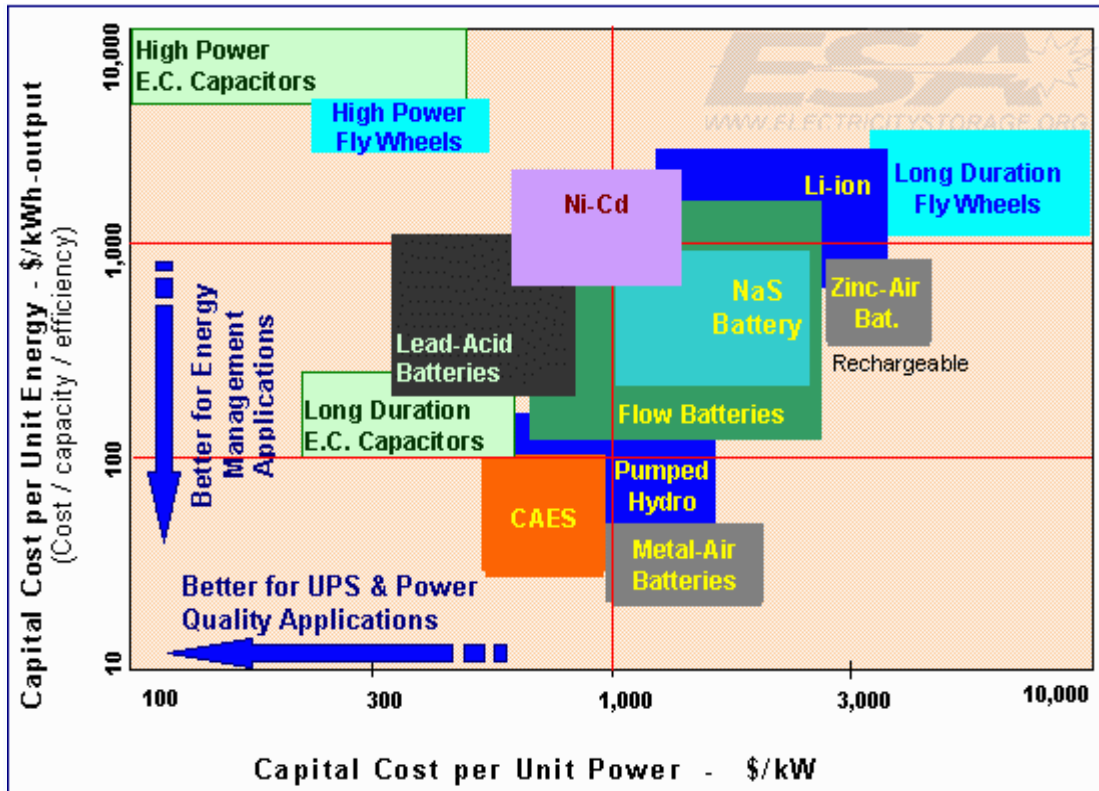 High Power
E.C. Capacitors
High Power
Fly Wheels
ESA
WWW.ELECTRICITYSTORAGE.ORG
Li-ion
Long Duration
Fly Wheels
Ni-Cd
NaS
Battery
Zinc-Air
Bat.
Rechargeable
Lead-Acid
Batteries
Flow Batteries
Long Duration
E.C. Capacitors
Pumped
Hydro
CAES
Metal-Air
Batteries
Better for Energy
Management
Applications
Better for UPS & Power
Quality Applications
Capital Cost per Unit Energy - $/kWh-output
(Cost / capacity / efficiency)
10,000
1,000
100
10
100
300
1,000
3,000
10,000
Capital Cost per Unit Power - $/kW